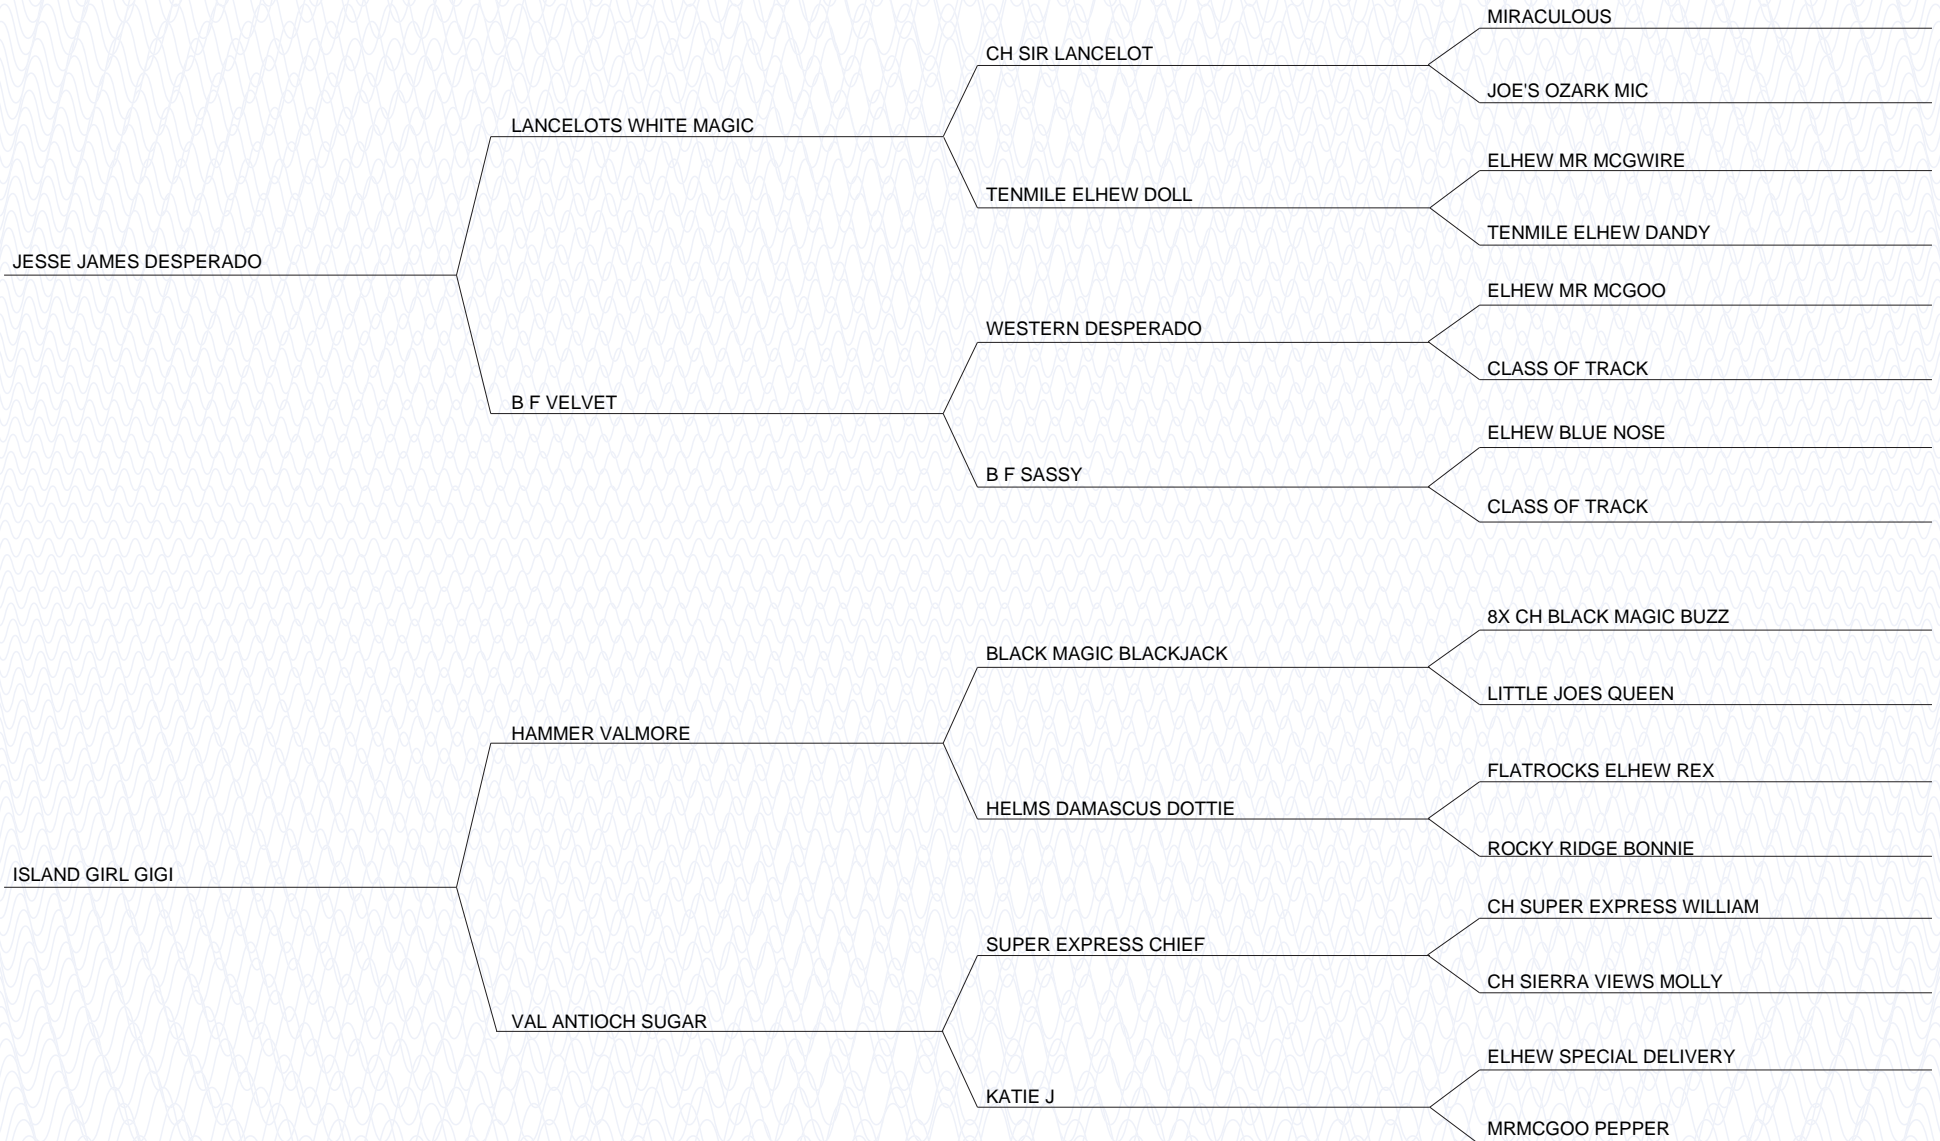 MIRACULOUS
CH SIR LANCELOT
JOE'S OZARK MIC
LANCELOTS WHITE MAGIC
ELHEW MR MCGWIRE
TENMILE ELHEW DOLL
TENMILE ELHEW DANDY
JESSE JAMES DESPERADO
ELHEW MR MCGOO
WESTERN DESPERADO
CLASS OF TRACK
B F VELVET
ELHEW BLUE NOSE
B F SASSY
CLASS OF TRACK
8X CH BLACK MAGIC BUZZ
BLACK MAGIC BLACKJACK
LITTLE JOES QUEEN
HAMMER VALMORE
FLATROCKS ELHEW REX
HELMS DAMASCUS DOTTIE
ROCKY RIDGE BONNIE
ISLAND GIRL GIGI
CH SUPER EXPRESS WILLIAM
SUPER EXPRESS CHIEF
CH SIERRA VIEWS MOLLY
VAL ANTIOCH SUGAR
ELHEW SPECIAL DELIVERY
KATIE J
MRMCGOO PEPPER